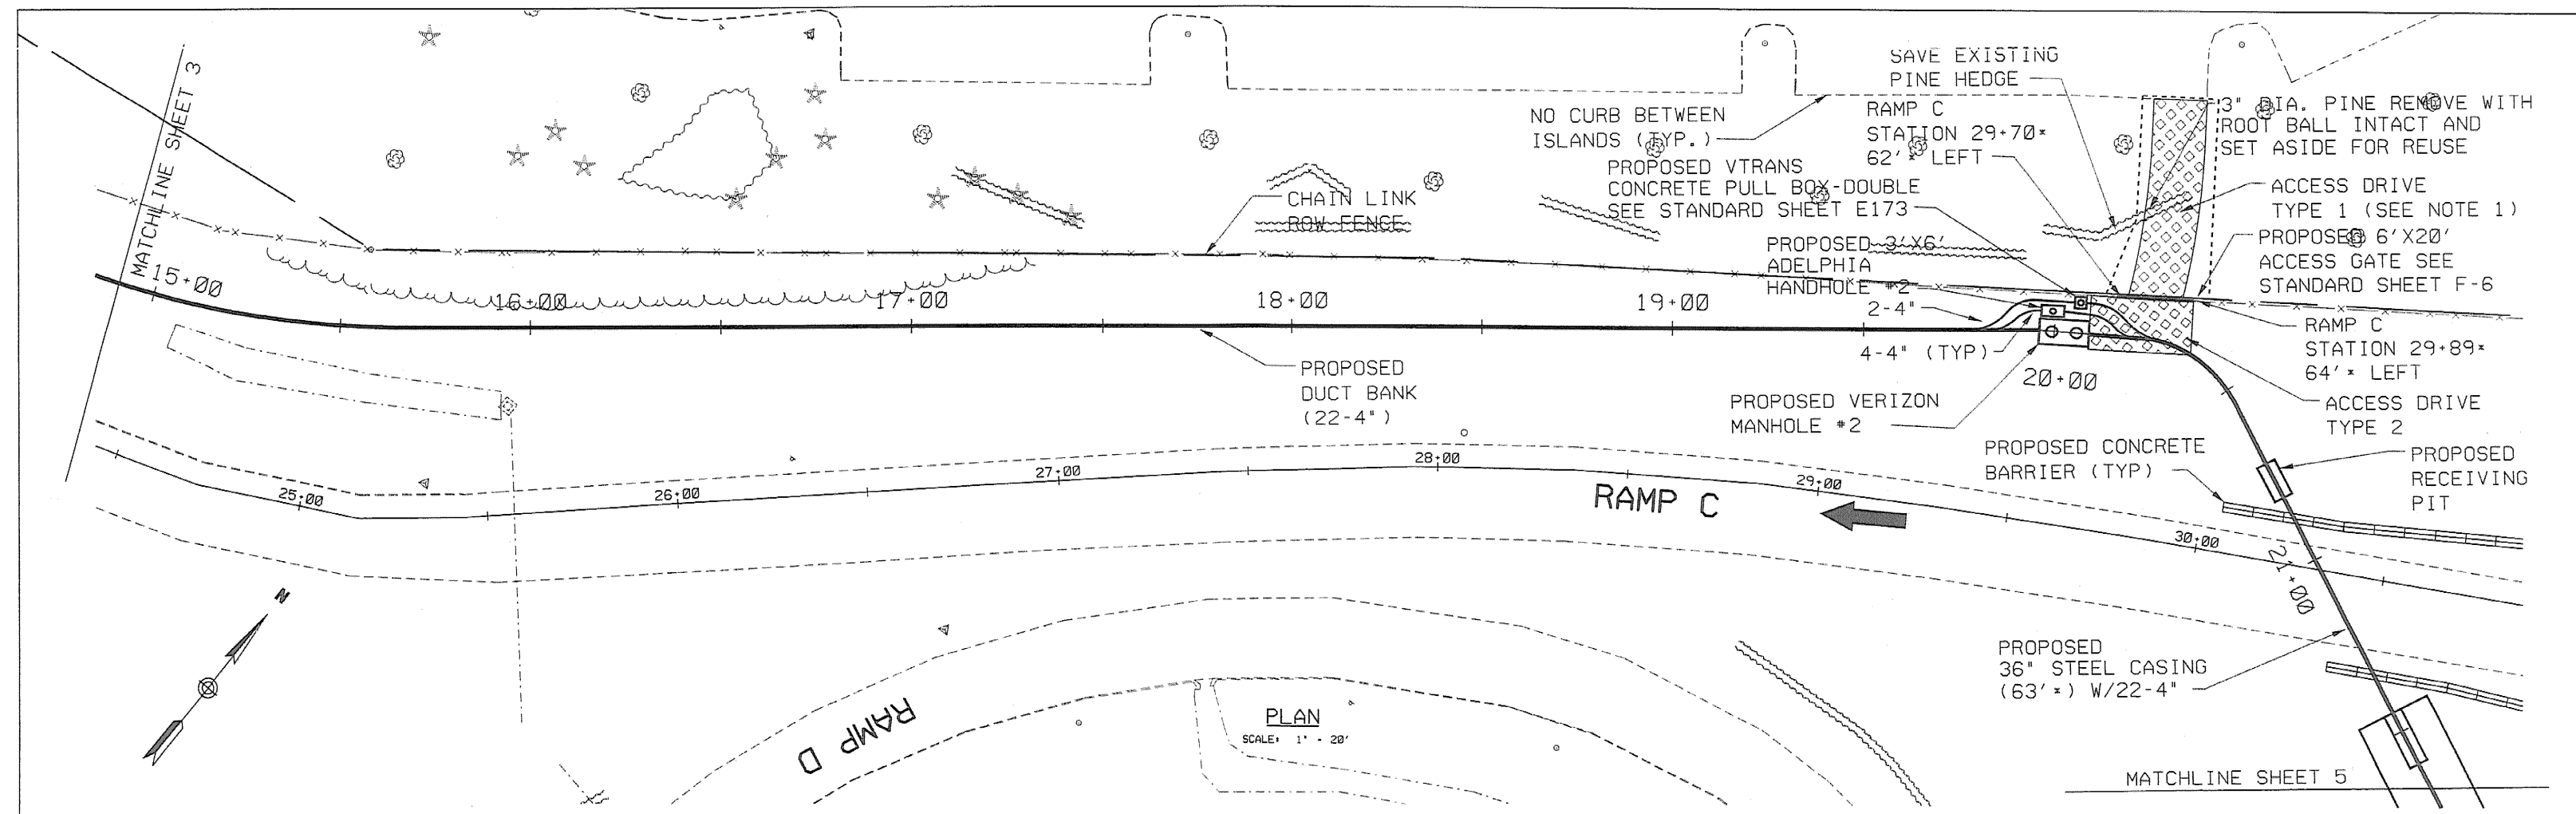 MATCHLINE SHEET 3
SAVE EXISTING
PINE HEDGE
NO CURB BETWEEN
ISLANDS (TYP.)
RAMP C
STATION 29+70±
62'± LEFT
3" DIA. PINE REMOVE WITH
ROOT BALL INTACT AND
SET ASIDE FOR REUSE
PROPOSED VTRANS
CONCRETE PULL BOX-DOUBLE
SEE STANDARD SHEET E173
ACCESS DRIVE
TYPE 1 (SEE NOTE 1)
CHAIN LINK
ROW FENCE
PROPOSED 3'X6'
ADELPHIA
HANDHOLE #2
2-4"
PROPOSED 6'X20'
ACCESS GATE SEE
STANDARD SHEET F-6
15+00
16+00
17+00
18+00
19+00
20+00
21+00
RAMP C
STATION 29+89±
64'± LEFT
4-4" (TYP)
PROPOSED
DUCT BANK
(22-4")
PROPOSED VERIZON
MANHOLE #2
ACCESS DRIVE
TYPE 2
PROPOSED CONCRETE
BARRIER (TYP)
PROPOSED
RECEIVING
PIT
25+00
26+00
27+00
28+00
29+00
30+00
RAMP C
N
PROPOSED
36" STEEL CASING
(63'±) W/22-4"
RAMP D
PLAN
SCALE: 1" = 20'
MATCHLINE SHEET 5